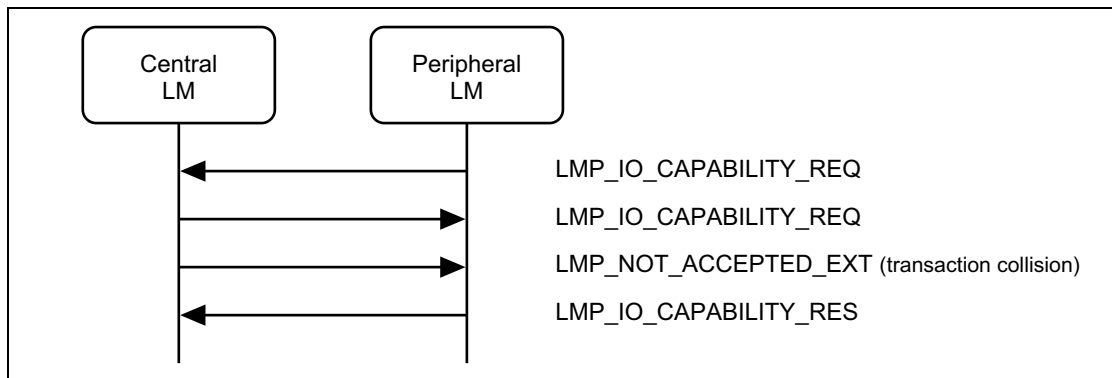 Central
LM
Peripheral
LM
LMP_IO_CAPABILITY_REQ
LMP_IO_CAPABILITY_REQ
LMP_NOT_ACCEPTED_EXT (transaction collision)
LMP_IO_CAPABILITY_RES